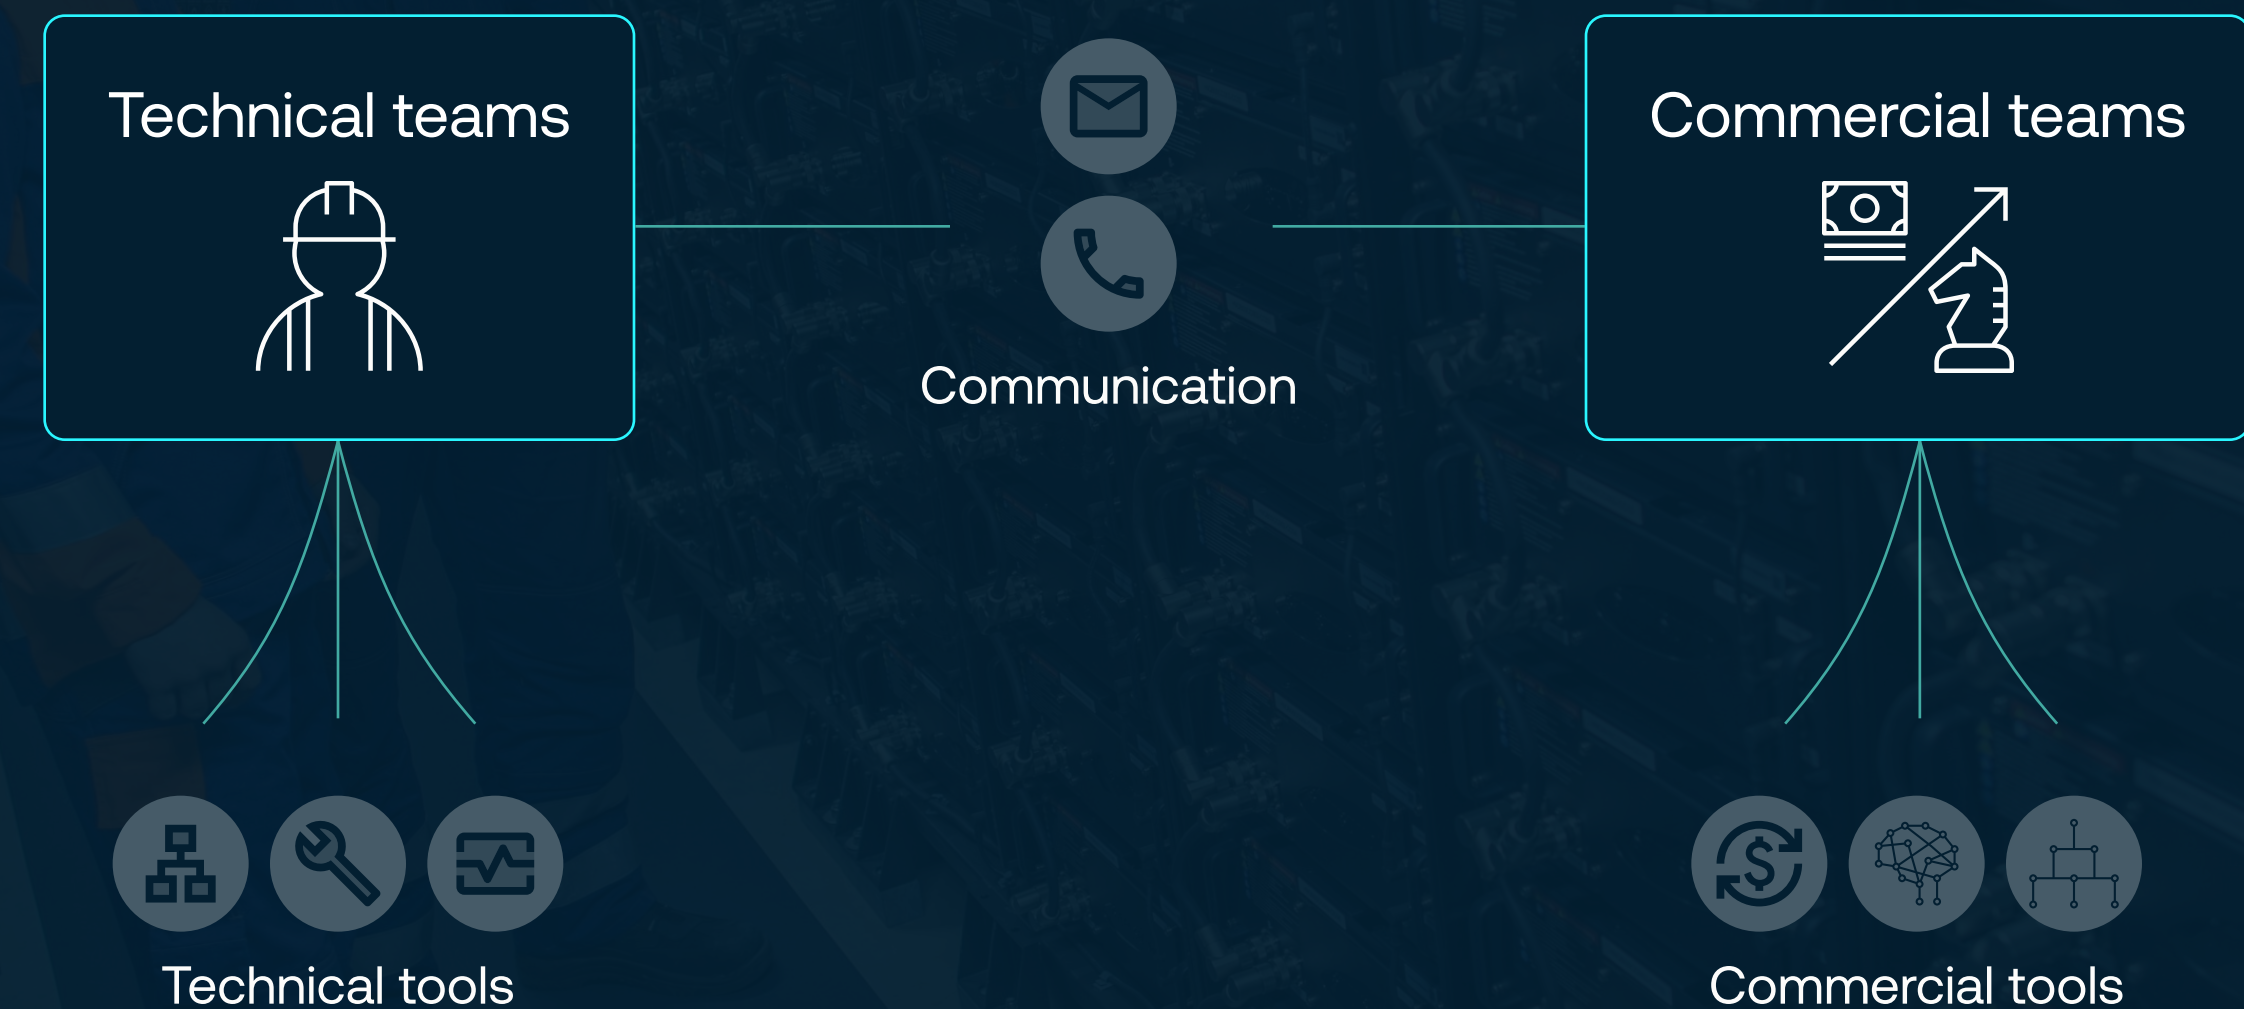 Technical teams
Commercial teams
Communication
Technical tools
Commercial tools